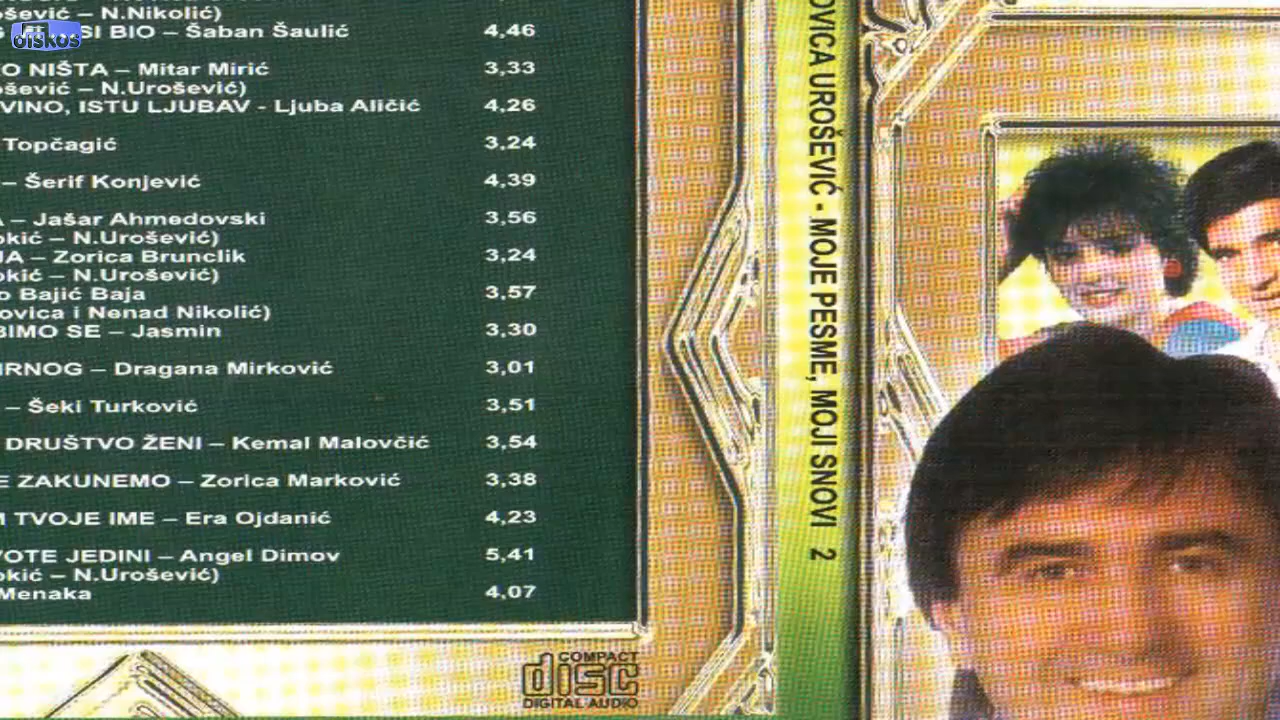 diskos
ošević – N.Nikolić)
SI BIO – Šaban Šaulić 4,46
O NIŠTA – Mitar Mirić 3,33
ošević – N.Urošević)
VINO, ISTU LJUBAV - Ljuba Aličić 4,26
Topčagić 3,24
– Šerif Konjević 4,39
A – Jašar Ahmedovski 3,56
okić – N.Urošević)
JA – Zorica Brunclik 3,24
okić – N.Urošević)
o Bajić Baja 3,57
ovica i Nenad Nikolić)
BIMO SE – Jasmin 3,30
IRNOG – Dragana Mirković 3,01
– Šeki Turković 3,51
DRUŠTVO ŽENI – Kemal Malovčić 3,54
E ZAKUNEMO – Zorica Marković 3,38
M TVOJE IME – Era Ojdanić 4,23
VOTE JEDINI – Angel Dimov 5,41
okić – N.Urošević)
Menaka 4,07
COMPACT
disc
DIGITAL AUDIO
OVICA UROŠEVIĆ - MOJE PESME, MOJI SNOVI 2